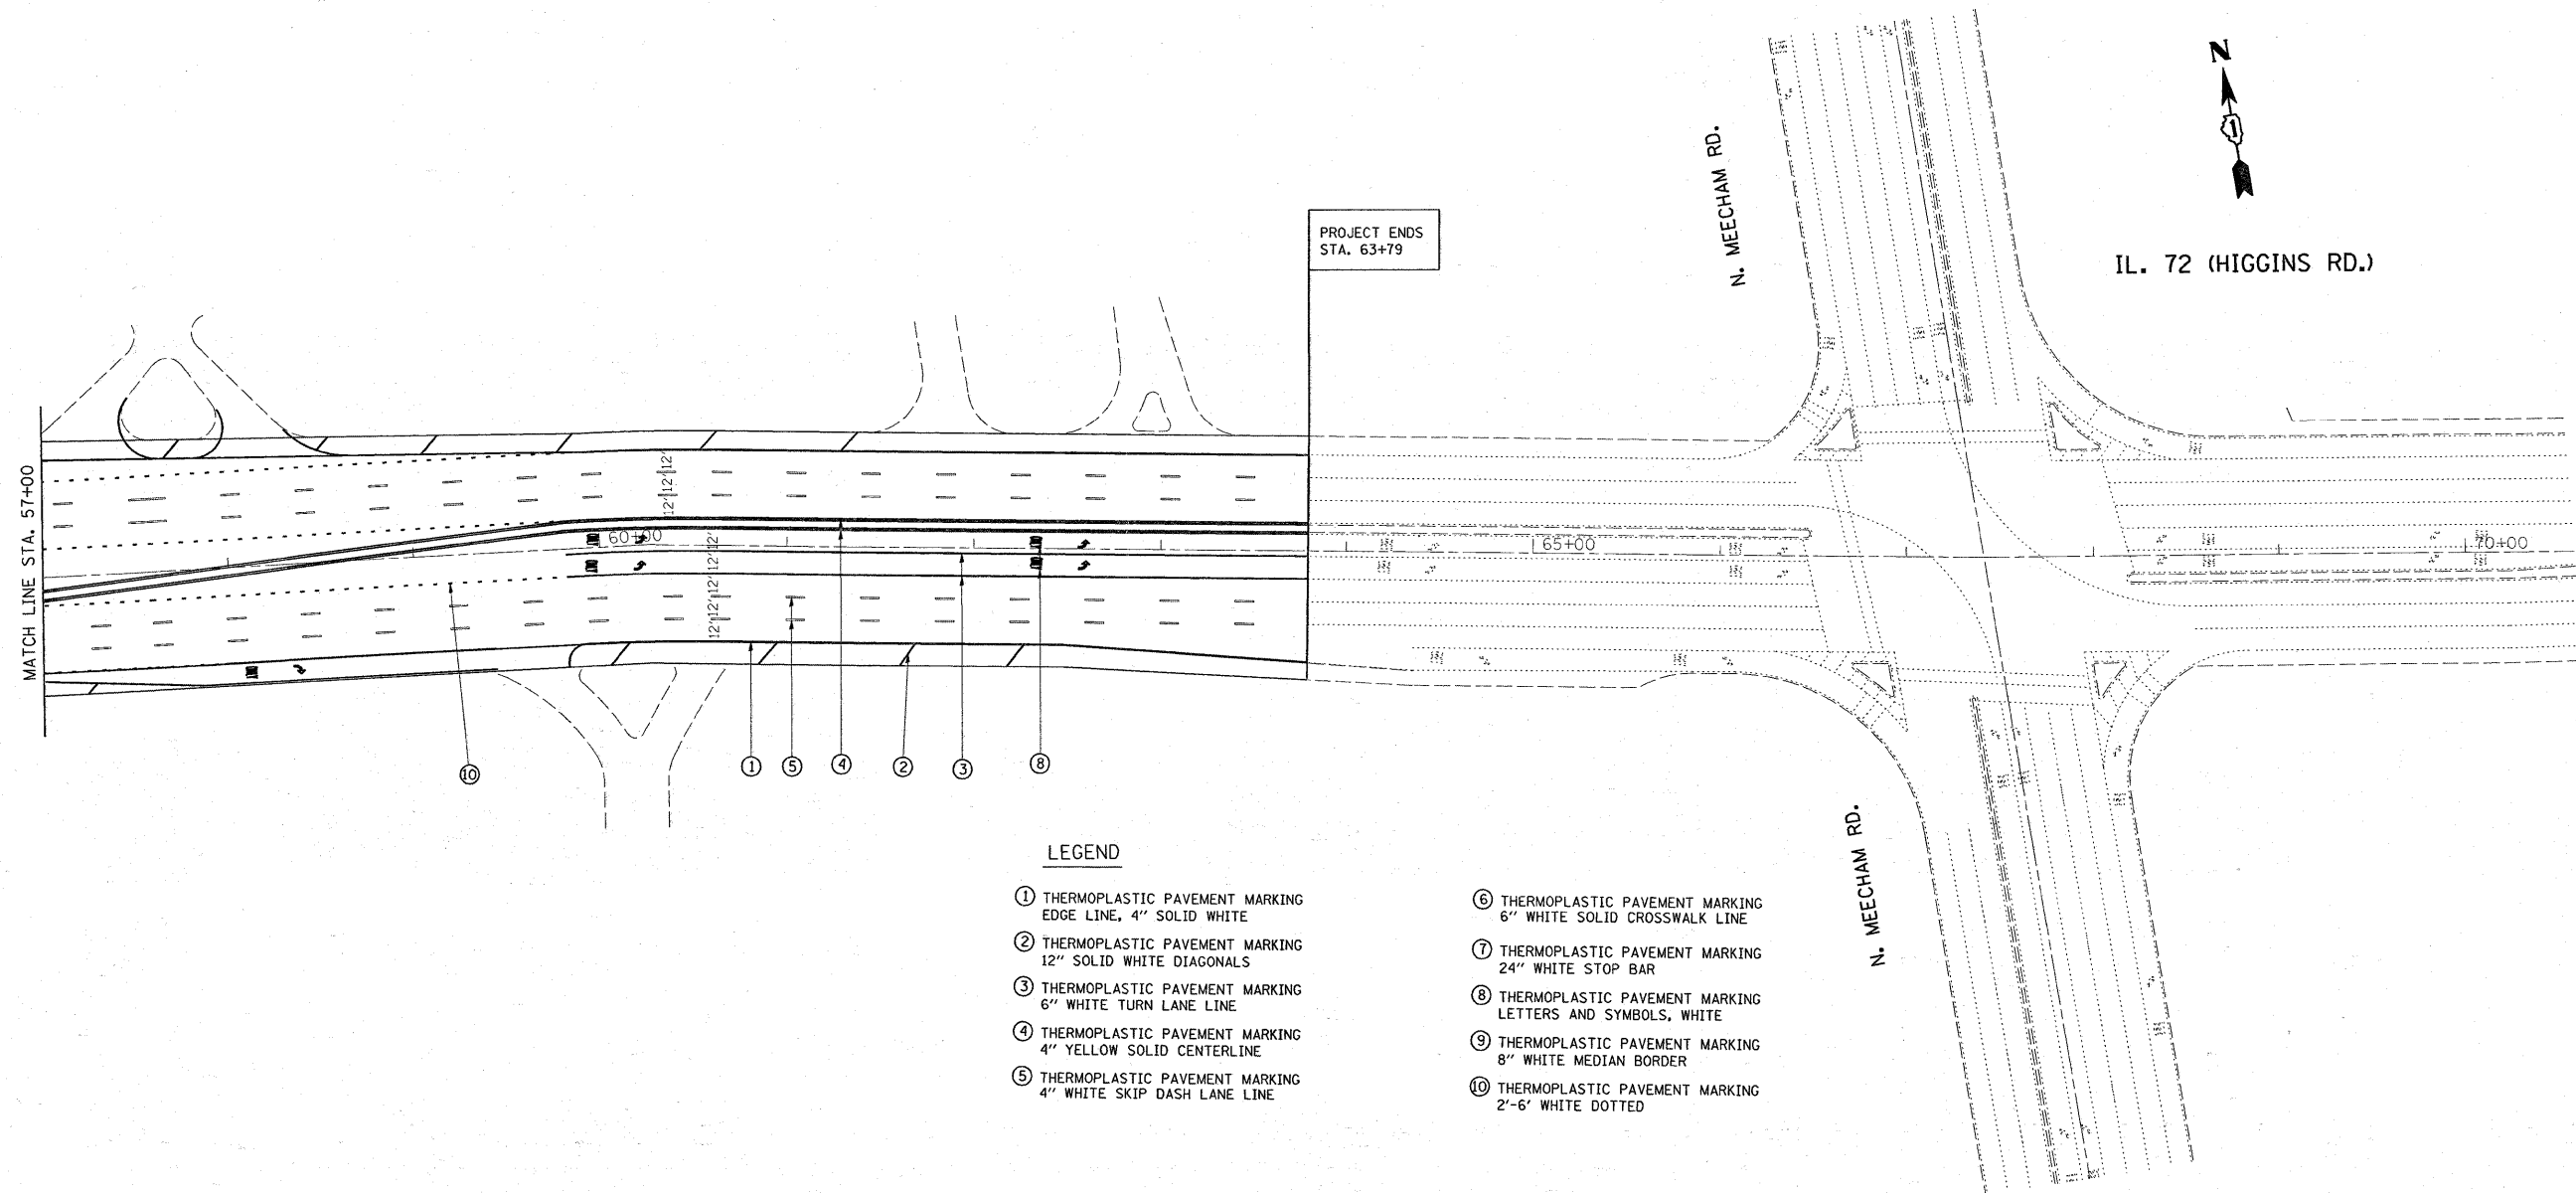 N
N. MEECHAM RD.
IL. 72 (HIGGINS RD.)
PROJECT ENDS
STA. 63+79
MATCH LINE STA. 57+00
12' 12' 12'
60+00
12' 12' 12' 12' 12'
65+00
70+00
10
1
5
4
2
3
8
N. MEECHAM RD.
LEGEND
1 THERMOPLASTIC PAVEMENT MARKING
EDGE LINE, 4" SOLID WHITE
2 THERMOPLASTIC PAVEMENT MARKING
12" SOLID WHITE DIAGONALS
3 THERMOPLASTIC PAVEMENT MARKING
6" WHITE TURN LANE LINE
4 THERMOPLASTIC PAVEMENT MARKING
4" YELLOW SOLID CENTERLINE
5 THERMOPLASTIC PAVEMENT MARKING
4" WHITE SKIP DASH LANE LINE
6 THERMOPLASTIC PAVEMENT MARKING
6" WHITE SOLID CROSSWALK LINE
7 THERMOPLASTIC PAVEMENT MARKING
24" WHITE STOP BAR
8 THERMOPLASTIC PAVEMENT MARKING
LETTERS AND SYMBOLS, WHITE
9 THERMOPLASTIC PAVEMENT MARKING
8" WHITE MEDIAN BORDER
10 THERMOPLASTIC PAVEMENT MARKING
2'-6' WHITE DOTTED